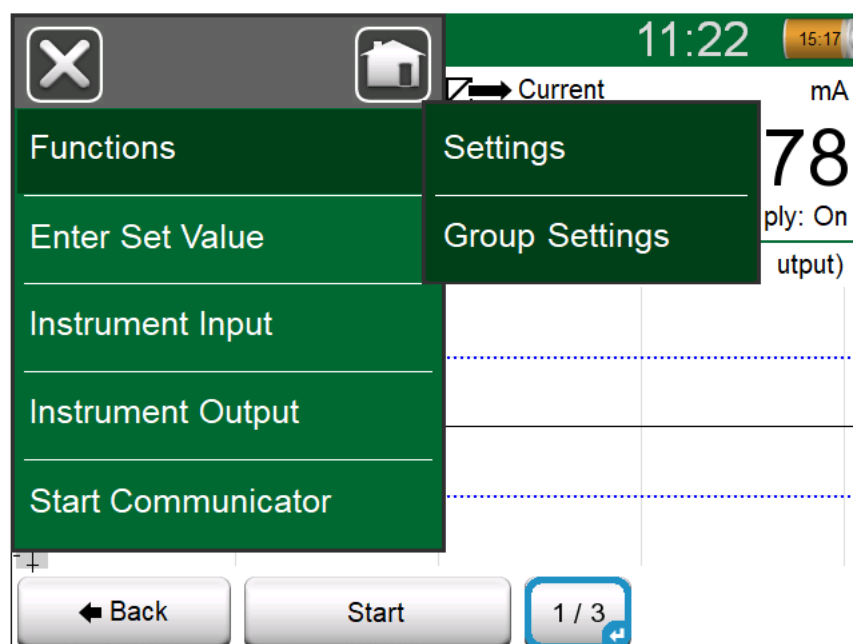 11:22
15:17
Current
mA
Functions
Settings
78
Enter Set Value
Group Settings
ply: On
utput)
Instrument Input
Instrument Output
Start Communicator
Back
Start
1 / 3